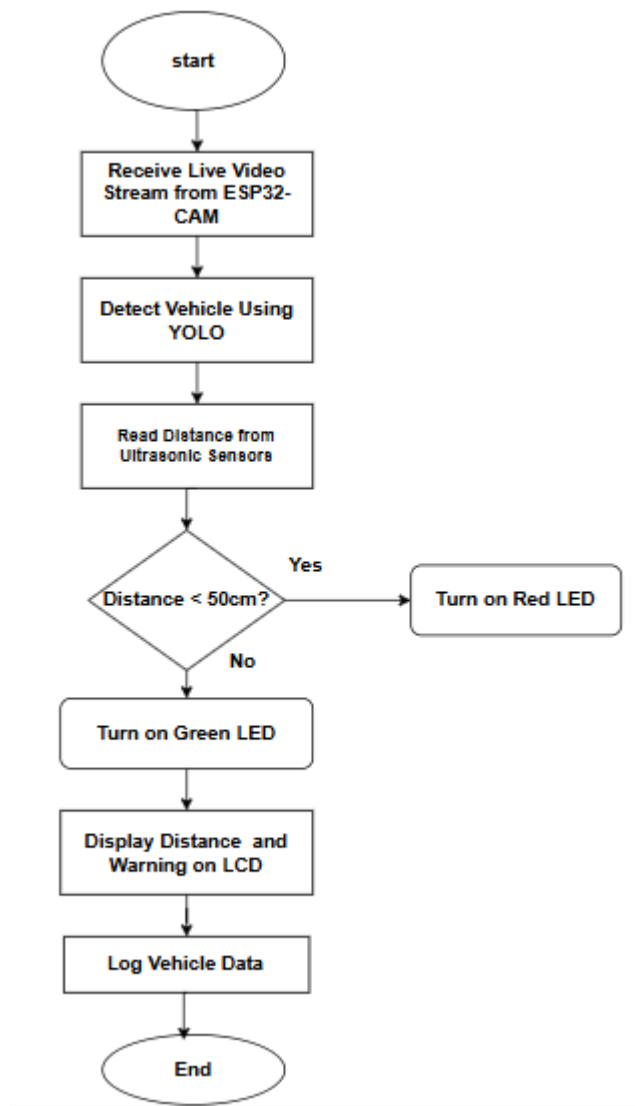 start
Receive Live Video
Stream from ESP32-
CAM
Detect Vehicle Using
YOLO
Read Distance from
Ultrasonic Sensors
Distance < 50cm?
Yes
Turn on Red LED
No
Turn on Green LED
Display Distance and
Warning on LCD
Log Vehicle Data
End